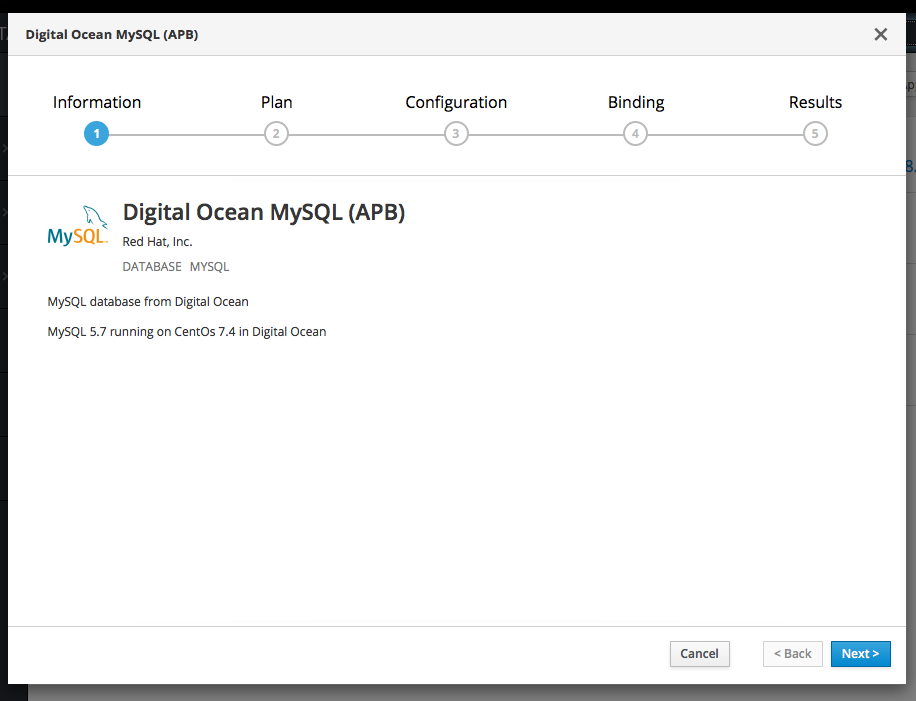 Digital Ocean MySQL (APB)
Information Plan Configuration Binding Results
1 2 3 4 5
MySQL™
Digital Ocean MySQL (APB)
Red Hat, Inc.
DATABASE MYSQL
MySQL database from Digital Ocean
MySQL 5.7 running on CentOs 7.4 in Digital Ocean
Cancel < Back Next >